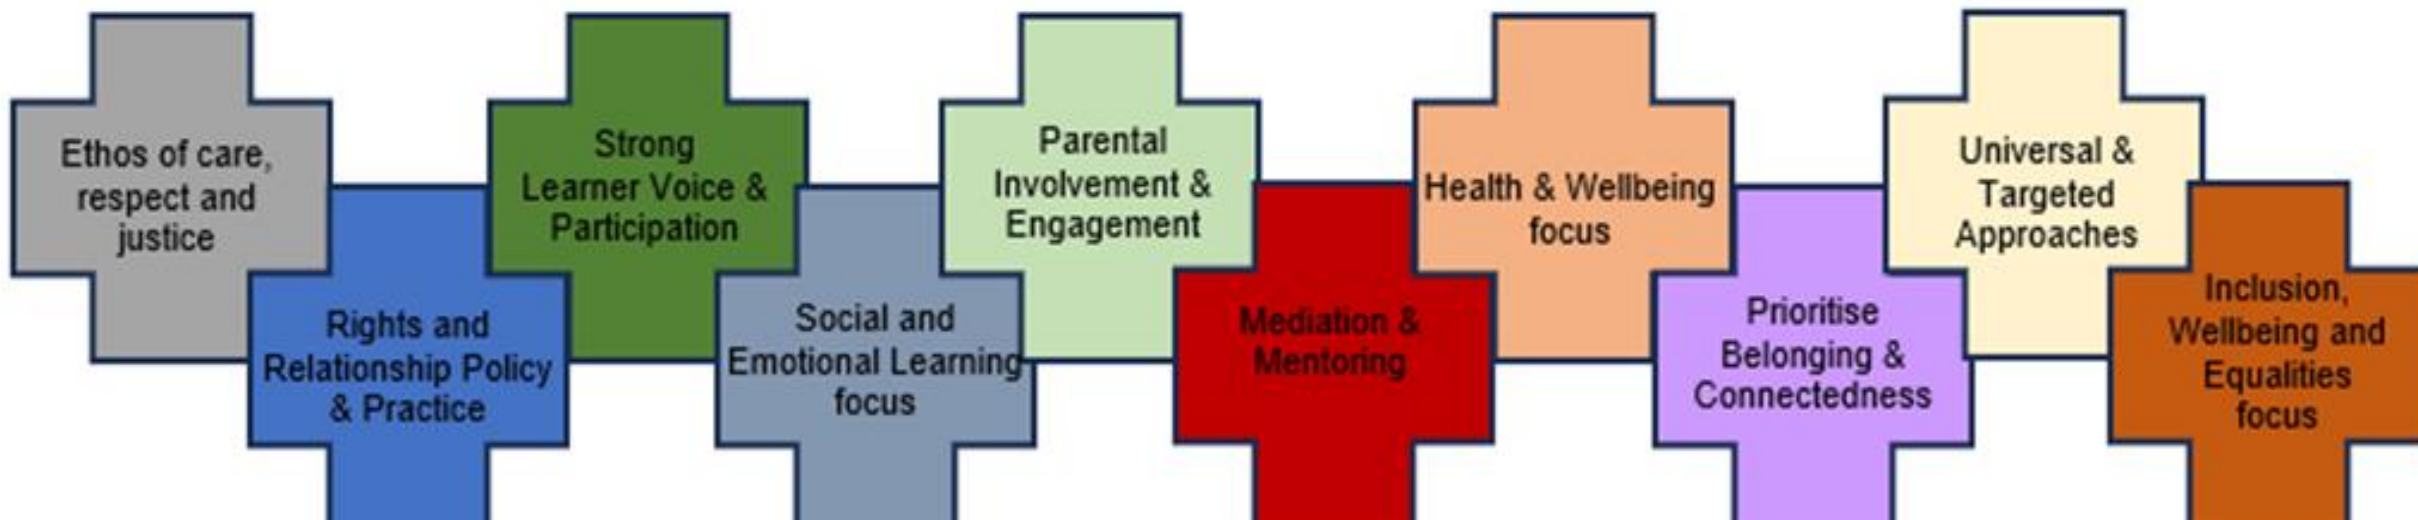 Ethos of care,
respect and
justice
Rights and
Relationship Policy
& Practice
Strong
Learner Voice &
Participation
Social and
Emotional Learning
focus
Parental
Involvement &
Engagement
Mediation &
Mentoring
Health & Wellbeing
focus
Prioritise
Belonging &
Connectedness
Universal &
Targeted
Approaches
Inclusion,
Wellbeing and
Equalities
focus